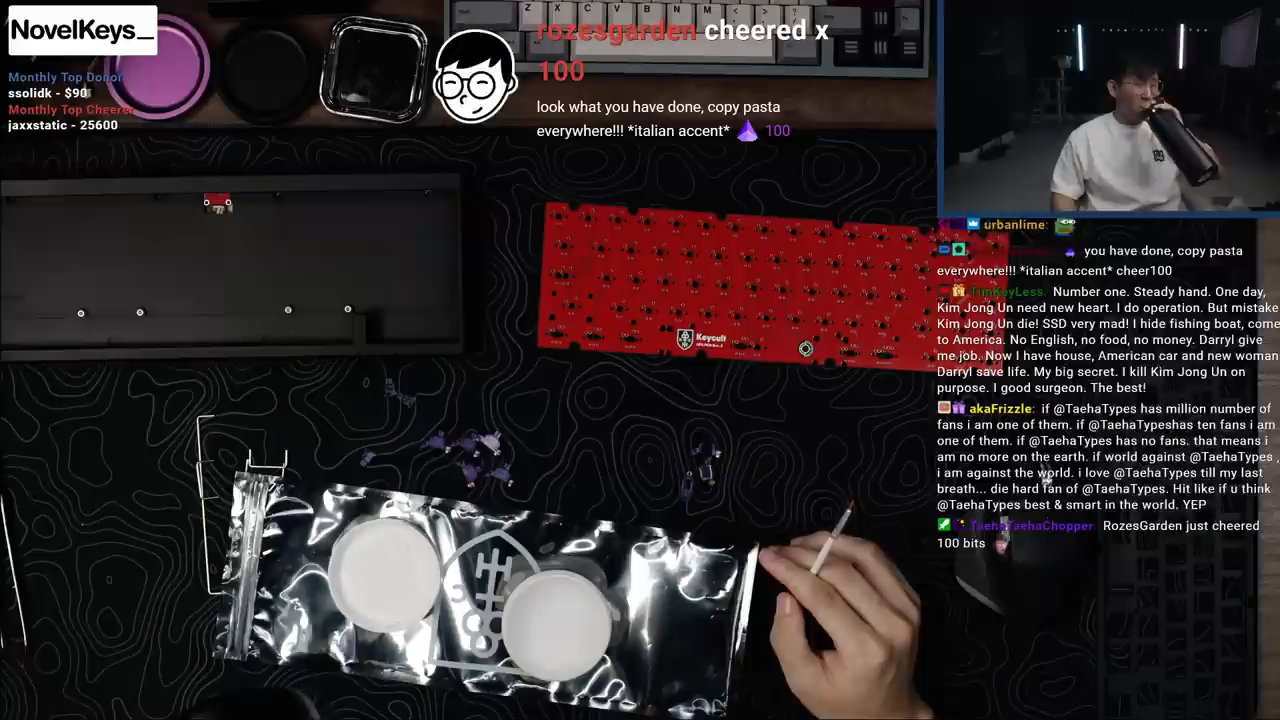 NovelKeys_
Monthly Top Donor
ssolidk - $90
Monthly Top Cheerer
jaxxstatic - 25600
Z X C V B N M
rozesgarden cheered x
100
look what you have done, copy pasta
everywhere!!! *italian accent* 100
Keycult
urbanlime:
you have done, copy pasta
everywhere!!! *italian accent* cheer100
TimKeyLess: Number one. Steady hand. One day,
Kim Jong Un need new heart. I do operation. But mistake
Kim Jong Un die! SSD very mad! I hide fishing boat, come
to America. No English, no food, no money. Darryl give
me job. Now I have house, American car and new woman
Darryl save life. My big secret. I kill Kim Jong Un on
purpose. I good surgeon. The best!
akaFrizzle: if @TaehaTypes has million number of
fans i am one of them. if @TaehaTypeshas ten fans i am
one of them. if @TaehaTypes has no fans. that means i
am no more on the earth. if world against @TaehaTypes ,
i am against the world. i love @TaehaTypes till my last
breath... die hard fan of @TaehaTypes. Hit like if u think
@TaehaTypes best & smart in the world. YEP
TaehaTaehaChopper RozesGarden just cheered
100 bits